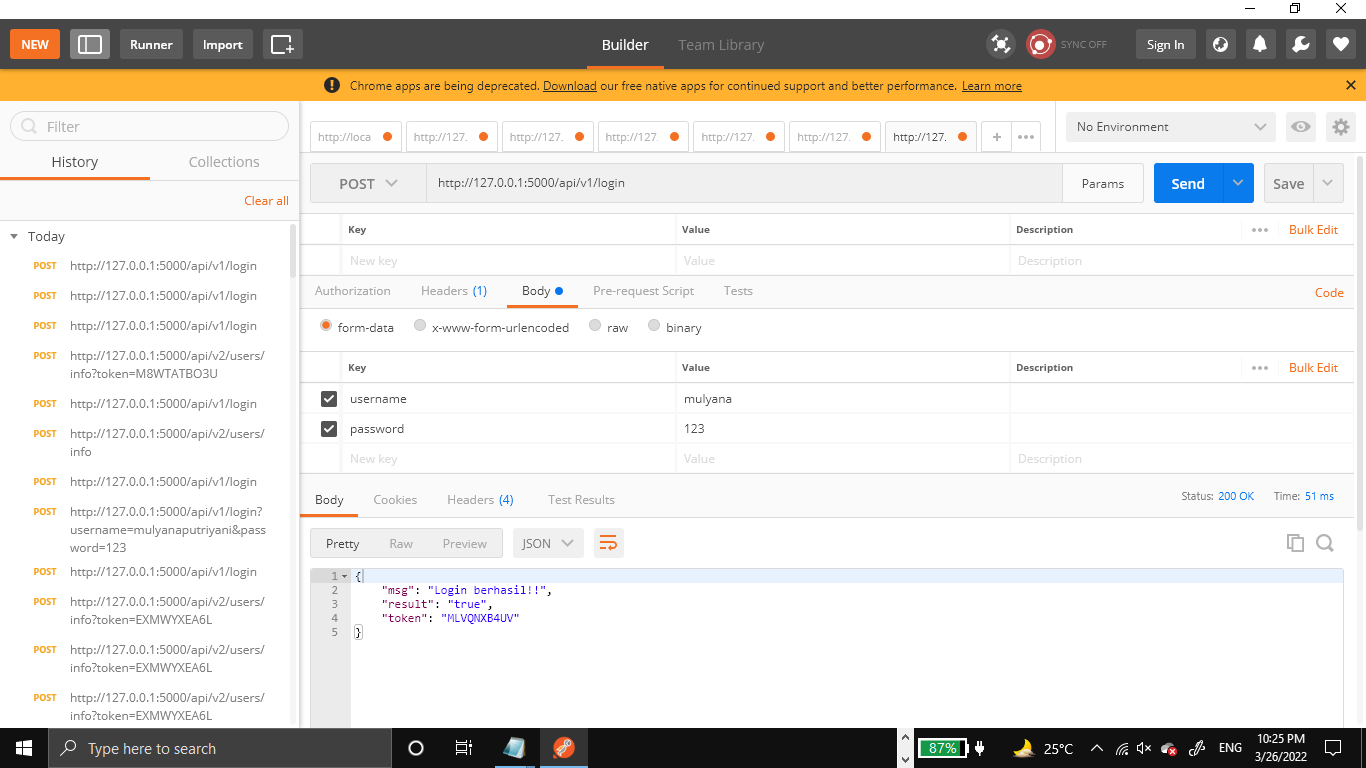 NEW
Runner
Import
Builder
Team Library
SYNC OFF
Sign In
! Chrome apps are being deprecated. Download our free native apps for continued support and better performance. Learn more
Filter
History
Collections
Clear all
Today
POST http://127.0.0.1:5000/api/v1/login
POST http://127.0.0.1:5000/api/v1/login
POST http://127.0.0.1:5000/api/v1/login
POST http://127.0.0.1:5000/api/v2/users/
info?token=M8WTATBO3U
POST http://127.0.0.1:5000/api/v1/login
POST http://127.0.0.1:5000/api/v2/users/
info
POST http://127.0.0.1:5000/api/v1/login
POST http://127.0.0.1:5000/api/v1/login?
username=mulyanaputriyani&pass
word=123
POST http://127.0.0.1:5000/api/v1/login
POST http://127.0.0.1:5000/api/v2/users/
info?token=EXMWYXEA6L
POST http://127.0.0.1:5000/api/v2/users/
info?token=EXMWYXEA6L
POST http://127.0.0.1:5000/api/v2/users/
info?token=EXMWYXEA6L
http://loca http://127. http://127. http://127. http://127. http://127. http://127. + •••
No Environment
POST http://127.0.0.1:5000/api/v1/login Params Send Save
Key Value Description ••• Bulk Edit
New key Value Description
Authorization Headers (1) Body Pre-request Script Tests Code
form-data x-www-form-urlencoded raw binary
Key Value Description ••• Bulk Edit
username mulyana
password 123
New key Value Description
Body Cookies Headers (4) Test Results Status: 200 OK Time: 51 ms
Pretty Raw Preview JSON
1 {
2 "msg": "Login berhasil!!",
3 "result": "true",
4 "token": "MLVQNXB4UV"
5 }
Type here to search
87%
25°C
ENG
10:25 PM
3/26/2022